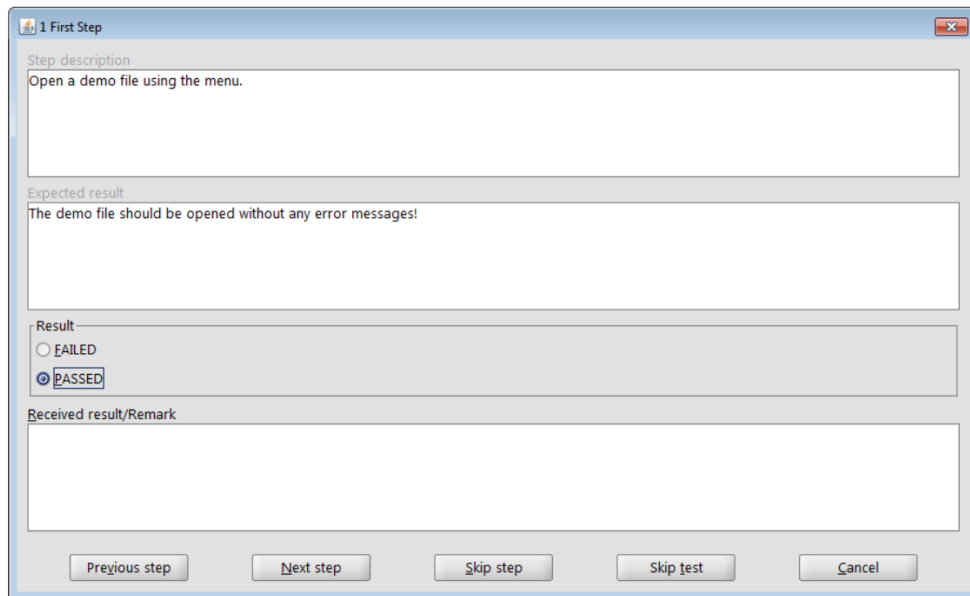 1 First Step
Step description
Open a demo file using the menu.
Expected result
The demo file should be opened without any error messages!
Result
FAILED
PASSED
Received result/Remark
Previous step Next step Skip step Skip test Cancel